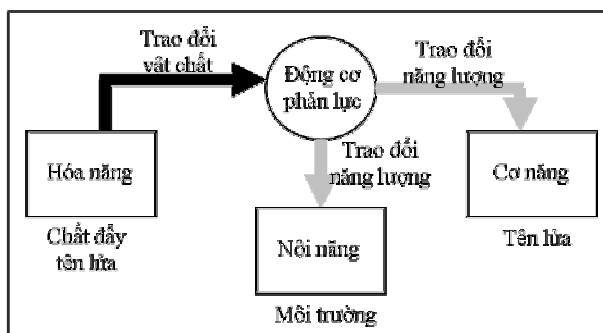 Trao đổi
vật chất
Động cơ
phản lực
Trao đổi
năng lượng
Trao đổi
năng lượng
Hóa năng
Chất đẩy
tên lửa
Nội năng
Môi trường
Cơ năng
Tên lửa